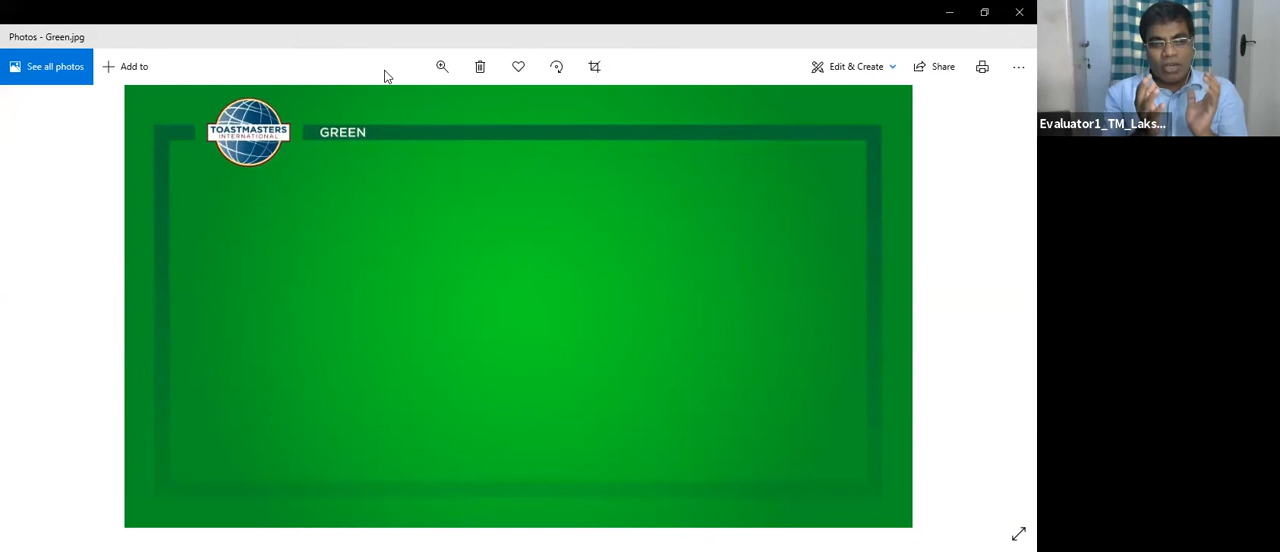 Photos - Green.jpg
See all photos
Add to
Edit & Create
Share
TOASTMASTERS
INTERNATIONAL
GREEN
Evaluator1_TM_Laks...